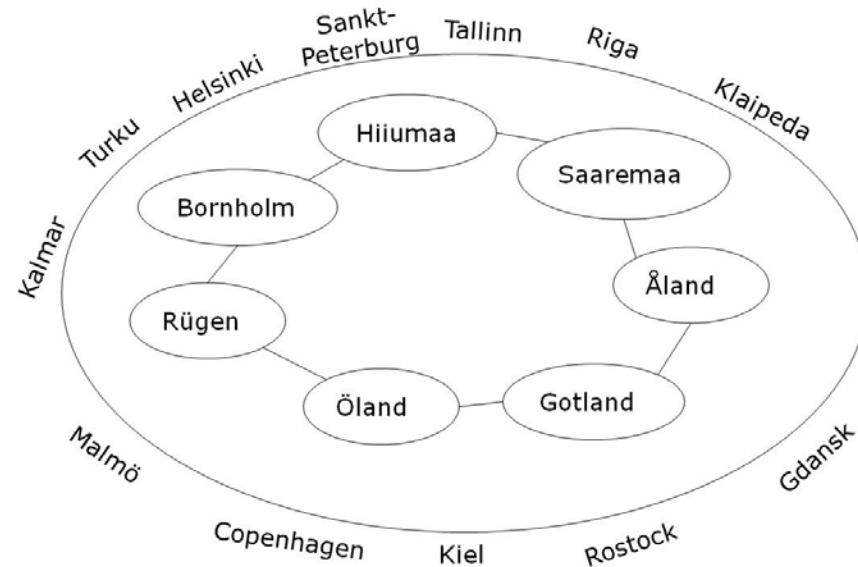 Sankt-
Peterburg
Tallinn
Riga
Klaipeda
Helsinki
Turku
Kalmar
Hiiumaa
Saaremaa
Bornholm
Åland
Rügen
Öland
Gotland
Malmö
Gdansk
Copenhagen
Kiel
Rostock